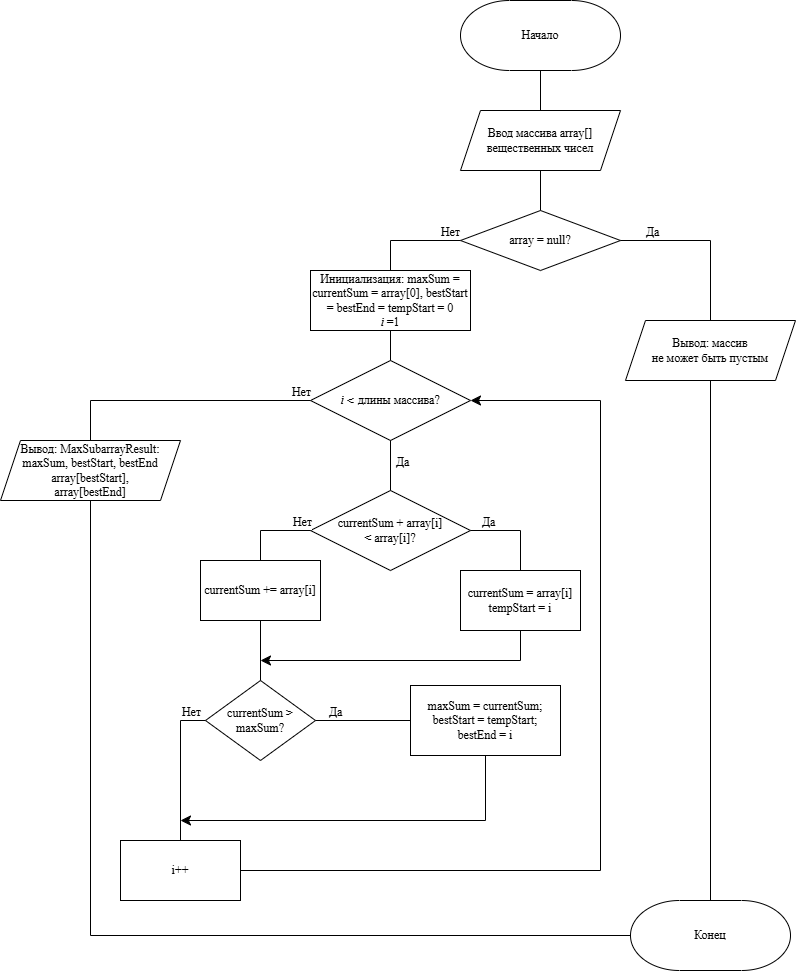 Начало
Ввод массива array[]
вещественных чисел
array = null?
Нет
Да
Инициализация: maxSum =
currentSum = array[0], bestStart
= bestEnd = tempStart = 0
i =1
Вывод: массив
не может быть пустым
i < длины массива?
Нет
Да
Вывод: MaxSubarrayResult:
maxSum, bestStart, bestEnd
array[bestStart],
array[bestEnd]
currentSum + array[i]
< array[i]?
Нет
Да
currentSum += array[i]
currentSum = array[i]
tempStart = i
currentSum >
maxSum?
Нет
Да
maxSum = currentSum;
bestStart = tempStart;
bestEnd = i
i++
Конец